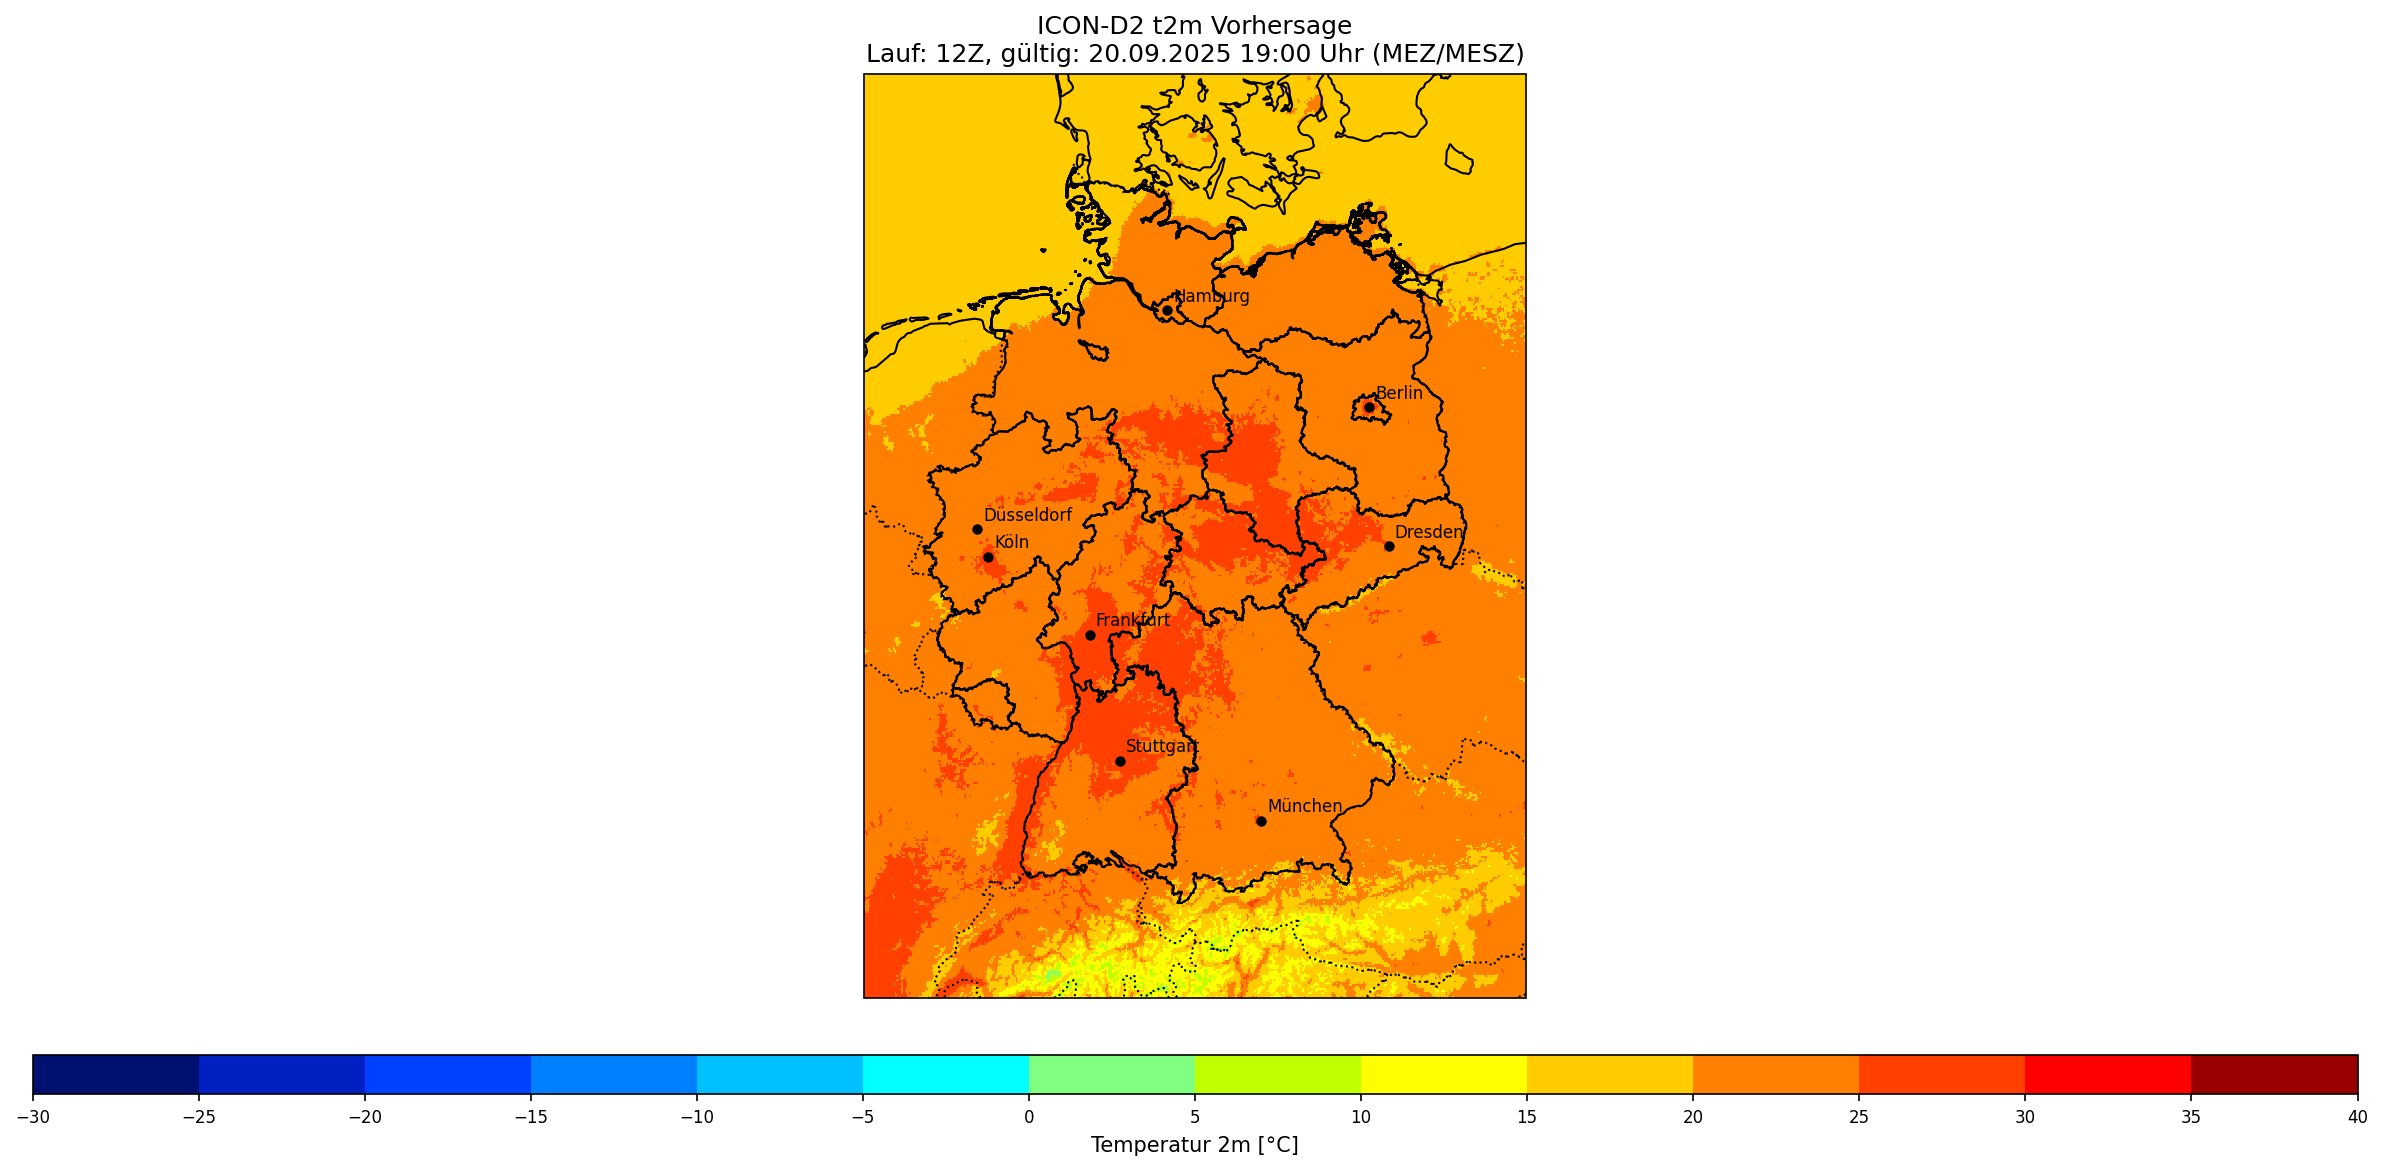 ICON-D2 t2m Vorhersage
Lauf: 12Z, gültig: 20.09.2025 19:00 Uhr (MEZ/MESZ)
Hamburg
Berlin
Düsseldorf
Dresden
Köln
Frankfurt
Stuttgart
München
−30 −25 −20 −15 −10 −5 0 5 10 15 20 25 30 35 40
Temperatur 2m [°C]